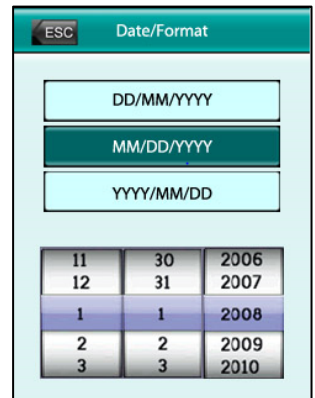 ESC Date/Format
DD/MM/YYYY
MM/DD/YYYY
YYYY/MM/DD
11 30 2006
12 31 2007
1 1 2008
2 2 2009
3 3 2010